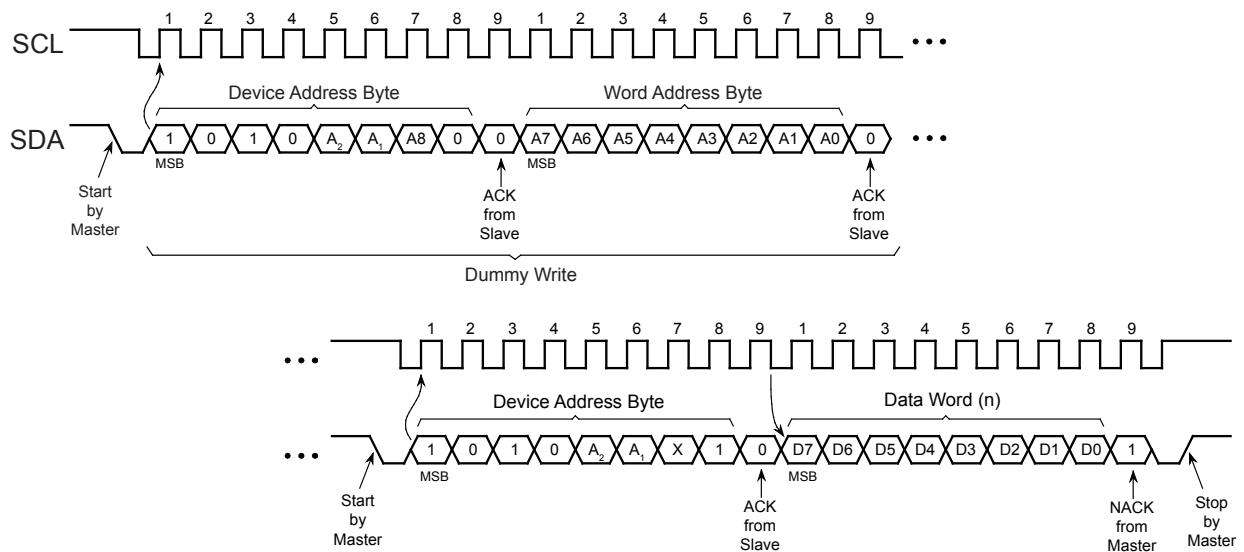 1 2 3 4 5 6 7 8 9 1 2 3 4 5 6 7 8 9
SCL
Device Address Byte Word Address Byte
SDA 1 0 1 0 A2 A1 A8 0 0 A7 A6 A5 A4 A3 A2 A1 A0 0
MSB MSB
Start
by
Master
ACK
from
Slave
ACK
from
Slave
Dummy Write
1 2 3 4 5 6 7 8 9 1 2 3 4 5 6 7 8 9
Device Address Byte Data Word (n)
1 0 1 0 A2 A1 X 1 0 D7 D6 D5 D4 D3 D2 D1 D0 1
MSB MSB
Start
by
Master
ACK
from
Slave
NACK
from
Master
Stop
by
Master